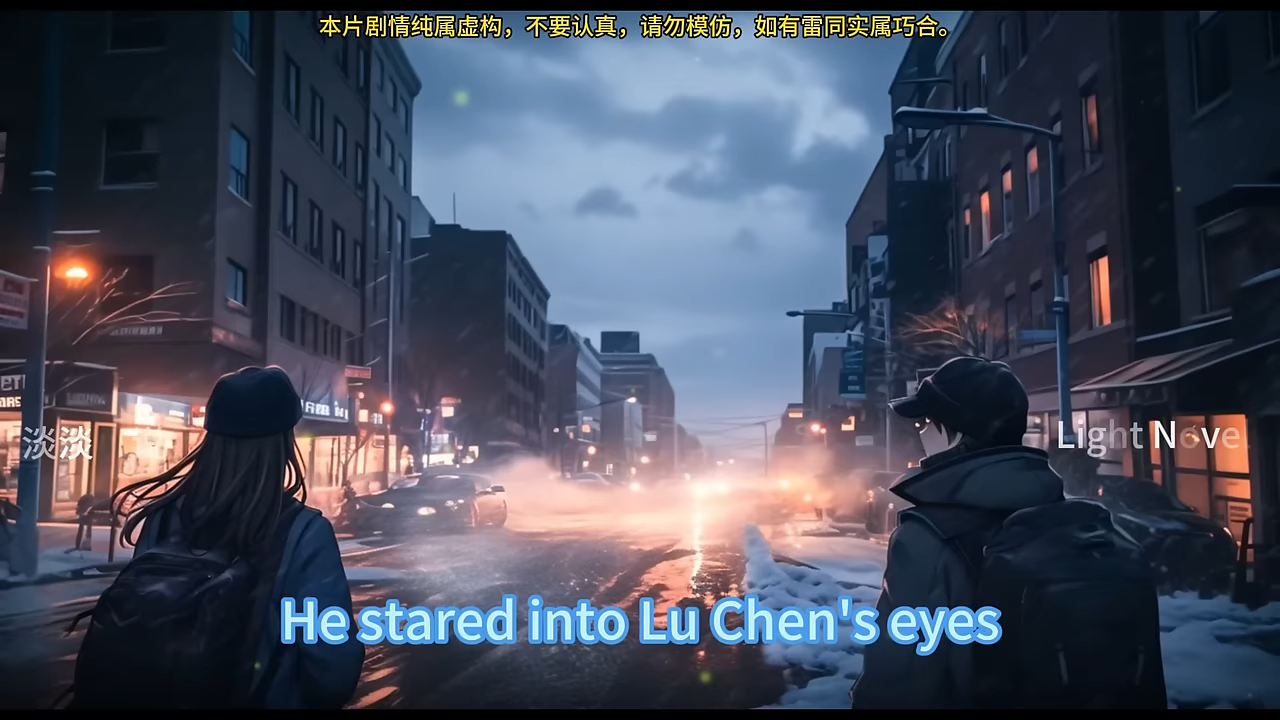 本片剧情纯属虚构，不要认真，请勿模仿，如有雷同实属巧合。
淡淡
Light Novel
He stared into Lu Chen's eyes